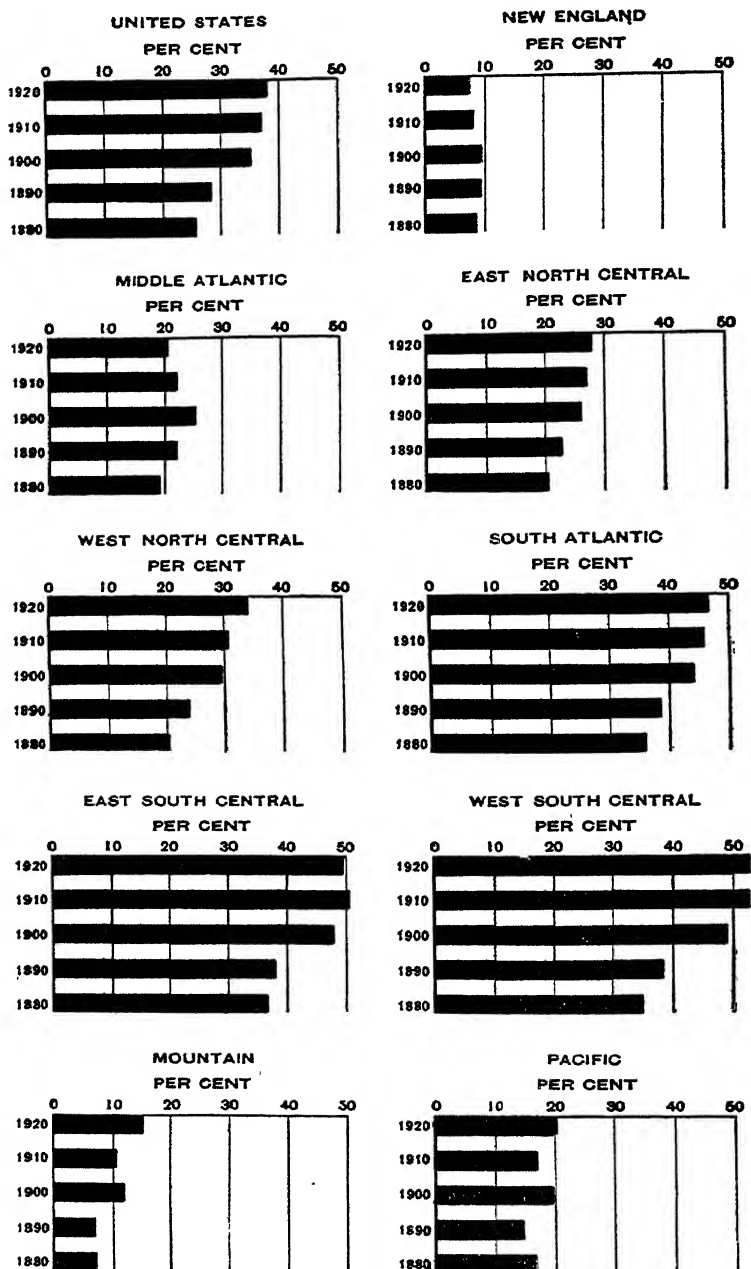 UNITED STATES
PER CENT
0 10 20 30 40 50
1920
1910
1900
1890
1880
NEW ENGLAND
PER CENT
0 10 20 30 40 50
1920
1910
1900
1890
1880
MIDDLE ATLANTIC
PER CENT
0 10 20 30 40 50
1920
1910
1900
1890
1880
EAST NORTH CENTRAL
PER CENT
0 10 20 30 40 50
1920
1910
1900
1890
1880
WEST NORTH CENTRAL
PER CENT
0 10 20 30 40 50
1920
1910
1900
1890
1880
SOUTH ATLANTIC
PER CENT
0 10 20 30 40 50
1920
1910
1900
1890
1880
EAST SOUTH CENTRAL
PER CENT
0 10 20 30 40 50
1920
1910
1900
1890
1880
WEST SOUTH CENTRAL
PER CENT
0 10 20 30 40 50
1920
1910
1900
1890
1880
MOUNTAIN
PER CENT
0 10 20 30 40 50
1920
1910
1900
1890
1880
PACIFIC
PER CENT
0 10 20 30 40 50
1920
1910
1900
1890
1880